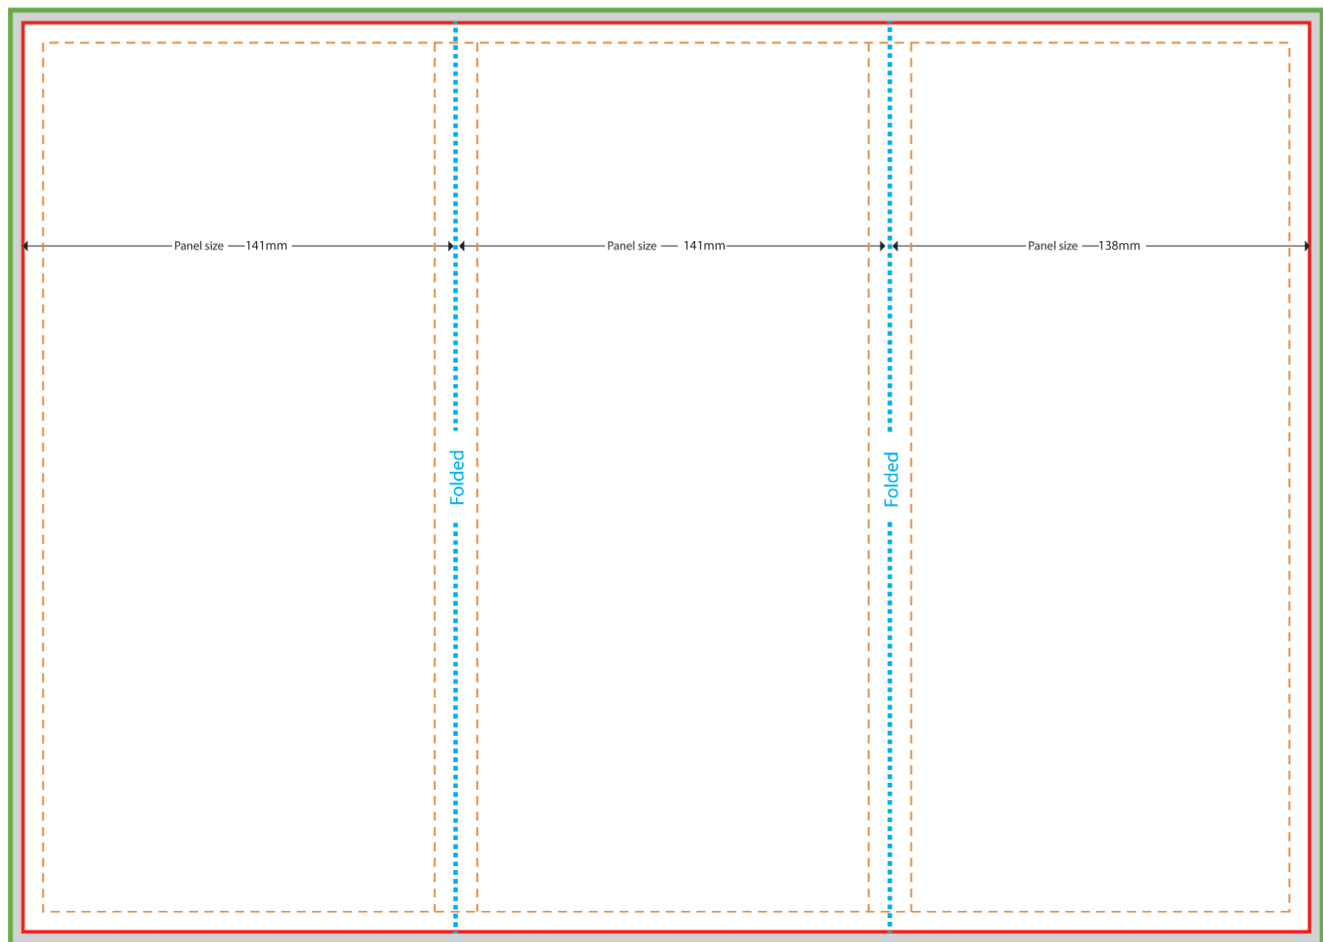 Panel size —141mm
Panel size — 141mm
Panel size —138mm
Folded
Folded